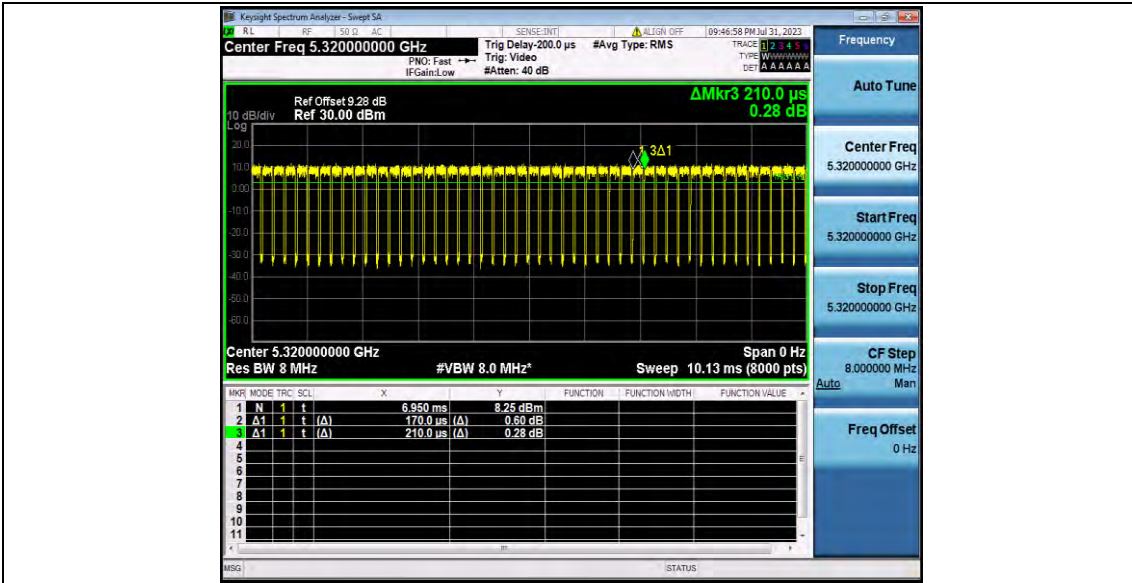 Keysight Spectrum Analyzer - Swept SA
RL RF 50 Ω AC SENSE:INT ALIGN OFF 09:46:58 PM Jul 31, 2023
Center Freq 5.320000000 GHz
PNO: Fast
IFGain:Low
Trig Delay-200.0 µs
Trig: Video
#Atten: 40 dB
#Avg Type: RMS
TRACE 1 2 3 4 5 6
TYPE W
DET A A A A A A
Ref Offset 9.28 dB
10 dB/div Ref 30.00 dBm
Log
ΔMkr3 210.0 µs
0.28 dB
20.0
10.0
0.00
-10.0
-20.0
-30.0
-40.0
-50.0
-60.0
1 3Δ1
Center 5.320000000 GHz Span 0 Hz
Res BW 8 MHz #VBW 8.0 MHz* Sweep 10.13 ms (8000 pts)
MKR MODE TRC SCL X Y FUNCTION FUNCTION WIDTH FUNCTION VALUE
1 N 1 t 6.950 ms 8.25 dBm
2 Δ1 1 t (Δ) 170.0 µs (Δ) 0.60 dB
3 Δ1 1 t (Δ) 210.0 µs (Δ) 0.28 dB
4
5
6
7
8
9
10
11
MSG STATUS
Frequency
Auto Tune
Center Freq
5.320000000 GHz
Start Freq
5.320000000 GHz
Stop Freq
5.320000000 GHz
CF Step
8.000000 MHz
Auto Man
Freq Offset
0 Hz